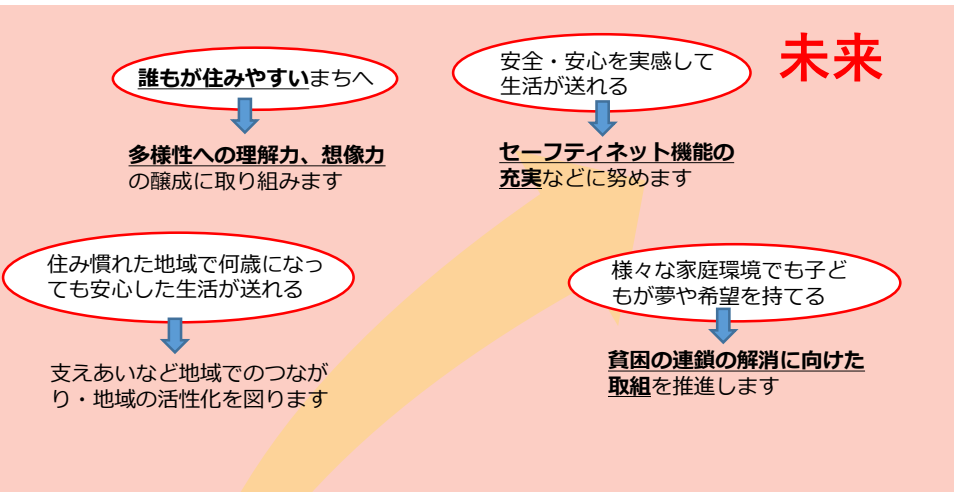 未来
誰もが住みやすいまちへ
多様性への理解力、想像力
の醸成に取り組みます
安全・安心を実感して
生活が送れる
セーフティネット機能の
充実などに努めます
住み慣れた地域で何歳になっ
ても安心した生活が送れる
支えあいなど地域でのつなが
り・地域の活性化を図ります
様々な家庭環境でも子ど
もが夢や希望を持てる
貧困の連鎖の解消に向けた
取組を推進します